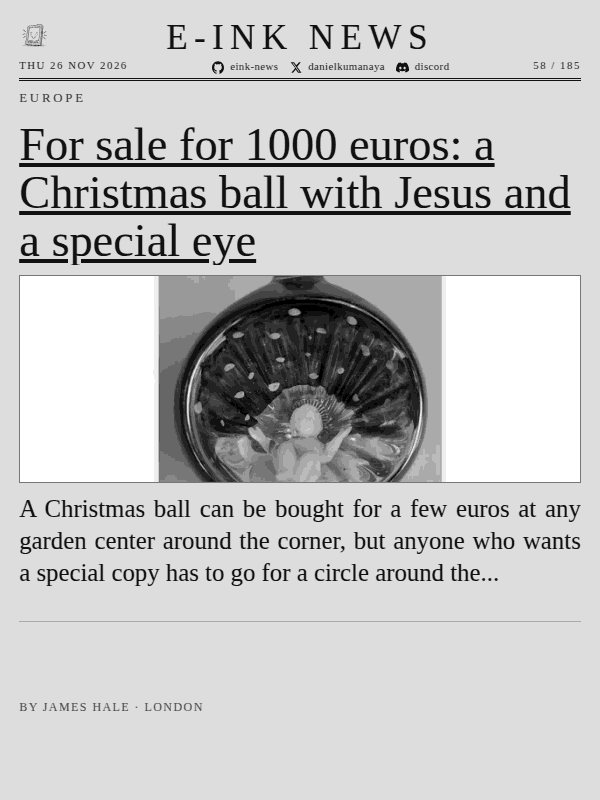 E-INK NEWS
THU 26 NOV 2026
eink-news
danielkumanaya
discord
58 / 185
EUROPE
For sale for 1000 euros: a
Christmas ball with Jesus and
a special eye
A Christmas ball can be bought for a few euros at any
garden center around the corner, but anyone who wants
a special copy has to go for a circle around the...
BY JAMES HALE · LONDON